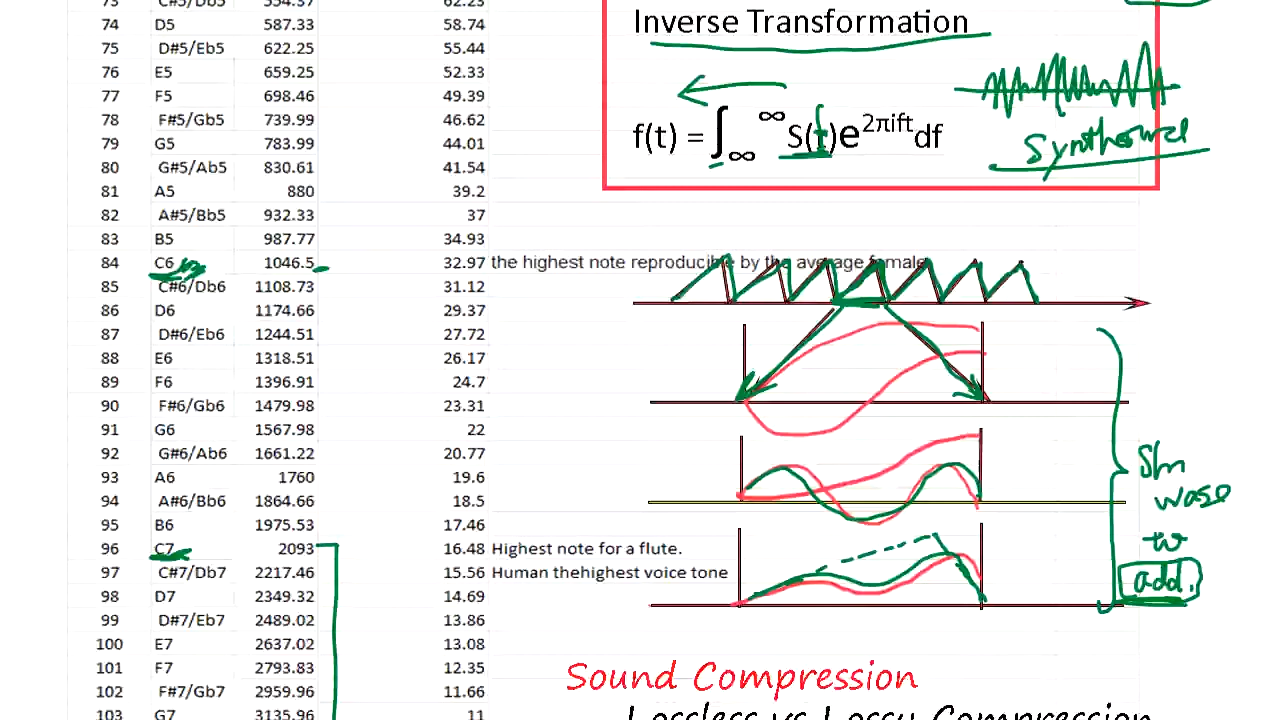 73 C#5/Db5 554.37 62.23
74 D5 587.33 58.74
75 D#5/Eb5 622.25 55.44
76 E5 659.25 52.33
77 F5 698.46 49.39
78 F#5/Gb5 739.99 46.62
79 G5 783.99 44.01
80 G#5/Ab5 830.61 41.54
81 A5 880 39.2
82 A#5/Bb5 932.33 37
83 B5 987.77 34.93
84 C6 1046.5 32.97 the highest note reproducible by the average female
85 C#6/Db6 1108.73 31.12
86 D6 1174.66 29.37
87 D#6/Eb6 1244.51 27.72
88 E6 1318.51 26.17
89 F6 1396.91 24.7
90 F#6/Gb6 1479.98 23.31
91 G6 1567.98 22
92 G#6/Ab6 1661.22 20.77
93 A6 1760 19.6
94 A#6/Bb6 1864.66 18.5
95 B6 1975.53 17.46
96 C7 2093 16.48 Highest note for a flute.
97 C#7/Db7 2217.46 15.56 Human thehighest voice tone
98 D7 2349.32 14.69
99 D#7/Eb7 2489.02 13.86
100 E7 2637.02 13.08
101 F7 2793.83 12.35
102 F#7/Gb7 2959.96 11.66
103 G7 3135.96 11
Inverse Transformation
f(t) = ∫∞ ∞ S(f)e2πift df
add.
Sound Compression
Lossless vs Lossy Compression